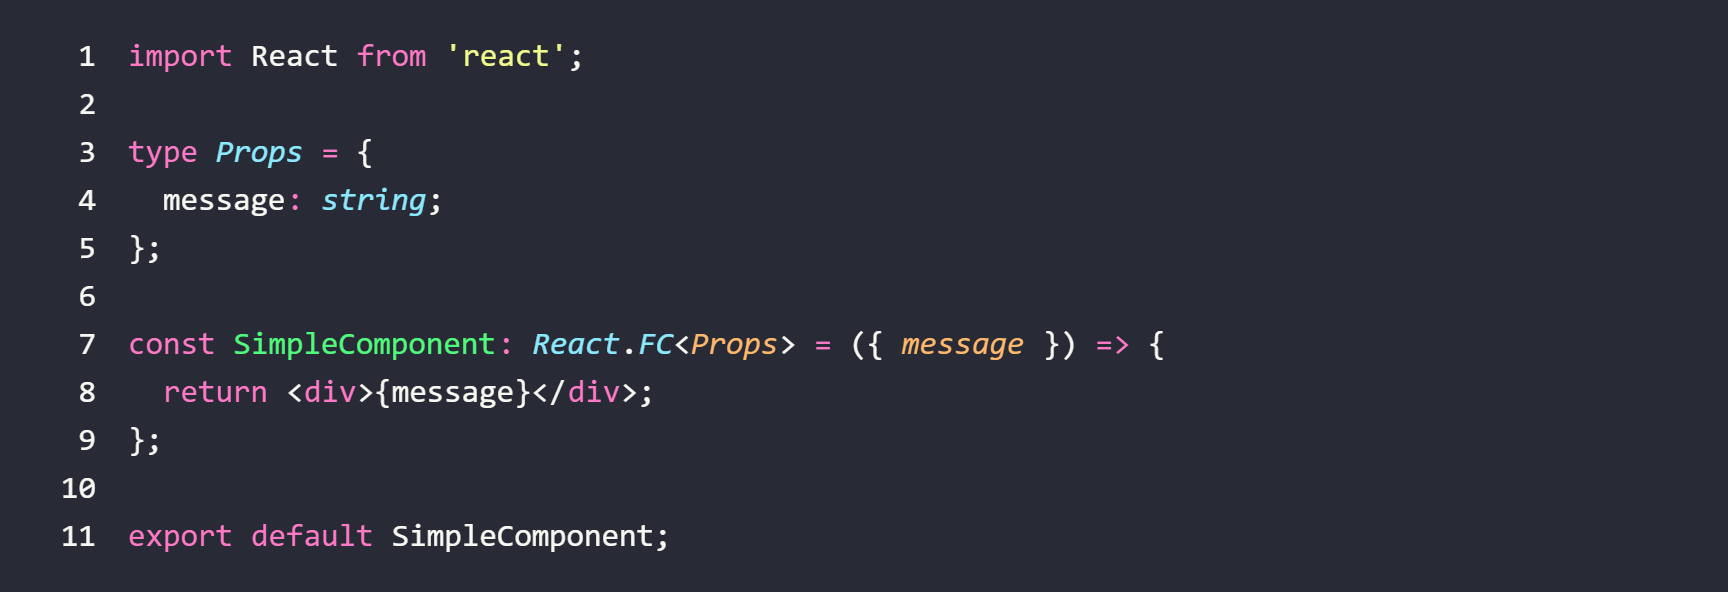 1 import React from 'react';
2
3 type Props = {
4   message: string;
5 };
6
7 const SimpleComponent: React.FC<Props> = ({ message }) => {
8   return <div>{message}</div>;
9 };
10
11 export default SimpleComponent;